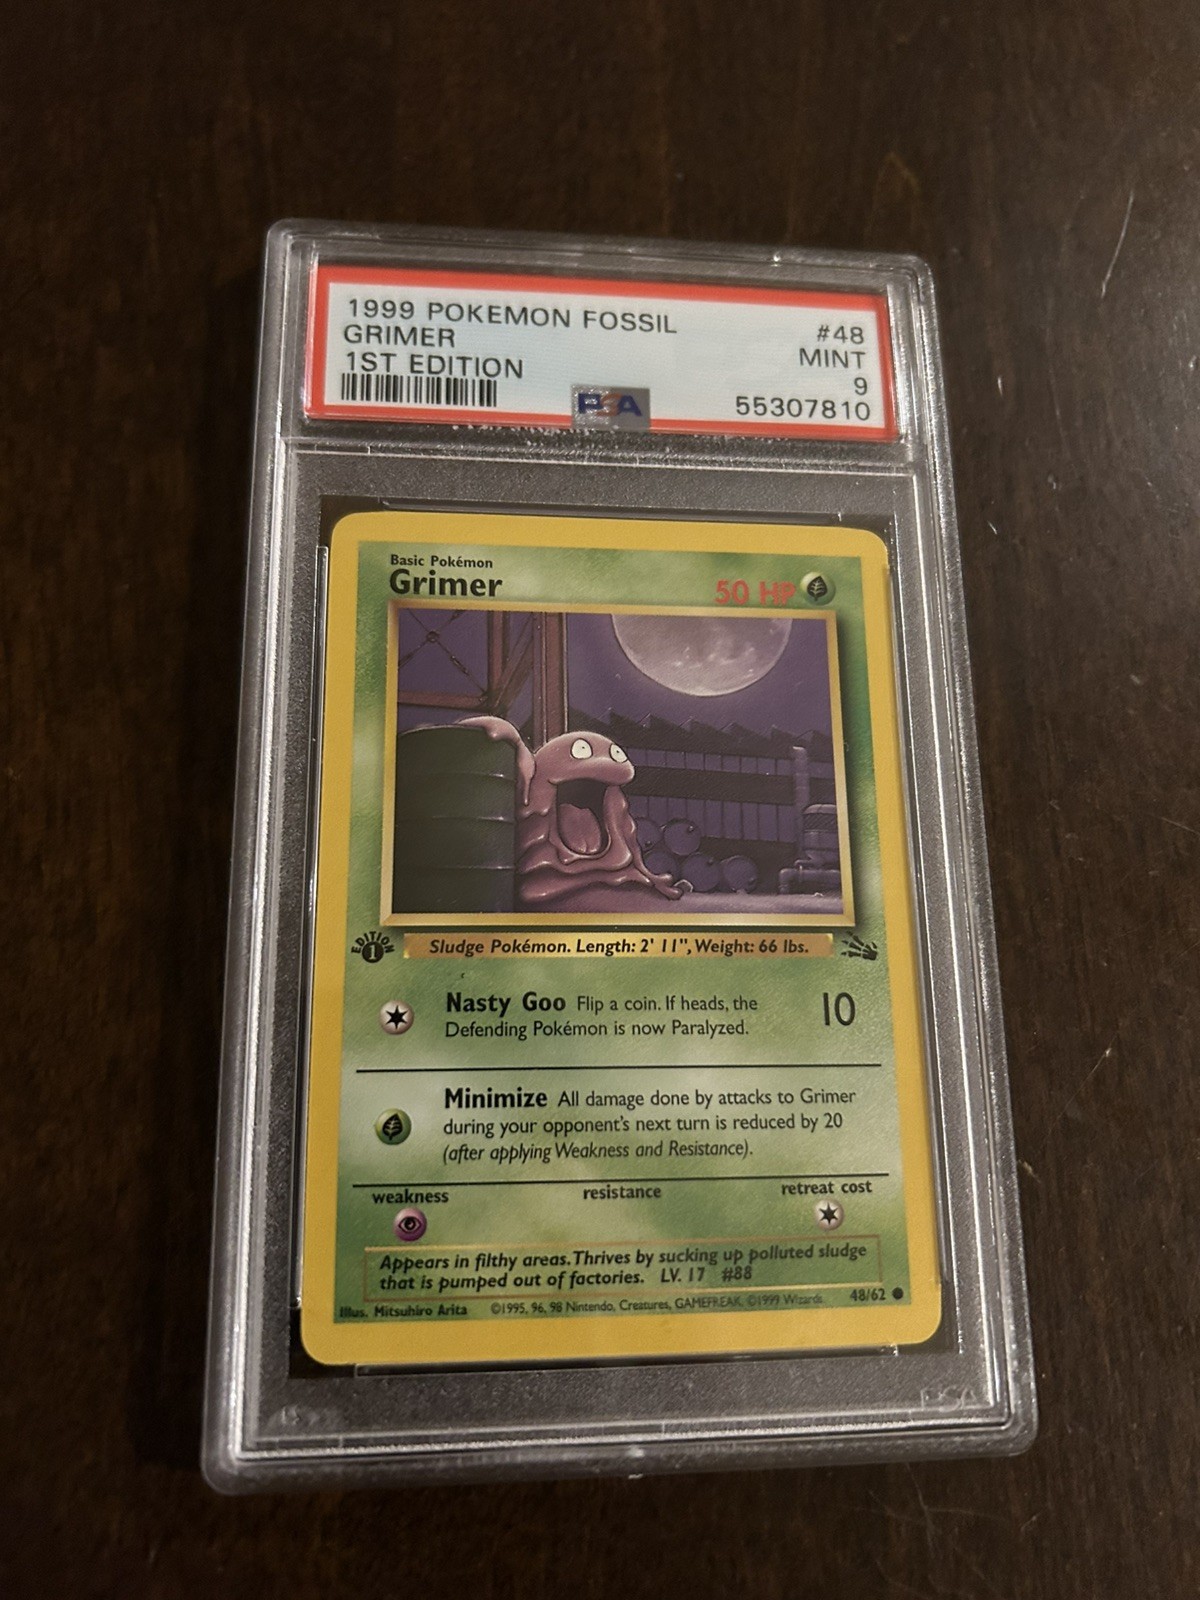 1999 POKEMON FOSSIL #48
GRIMER MINT
1ST EDITION 9
PSA 55307810
Basic Pokémon
Grimer 50 HP
EDITION 1
Sludge Pokémon. Length: 2' 11", Weight: 66 lbs.
Nasty Goo Flip a coin. If heads, the 10
Defending Pokémon is now Paralyzed.
Minimize All damage done by attacks to Grimer
during your opponent's next turn is reduced by 20
(after applying Weakness and Resistance).
weakness resistance retreat cost
Appears in filthy areas. Thrives by sucking up polluted sludge
that is pumped out of factories. LV. 17 #88
Illus. Mitsuhiro Arita ©1995, 96, 98 Nintendo, Creatures, GAMEFREAK. ©1999 Wizards. 48/62
PSA